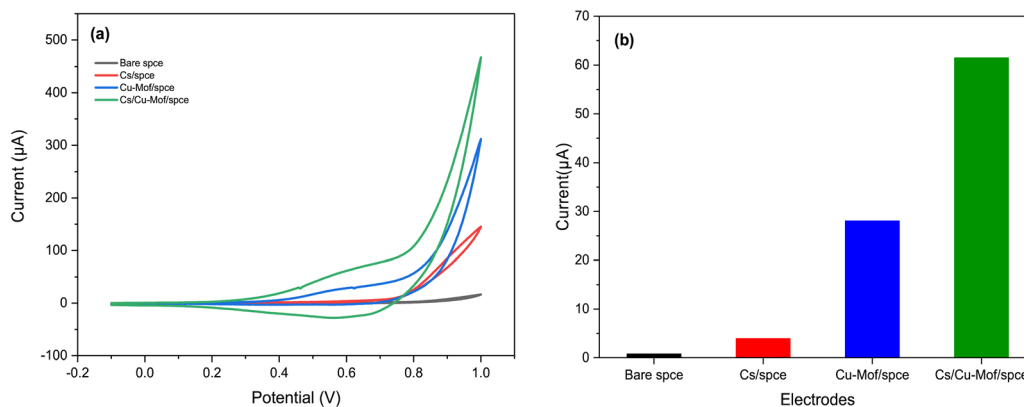 (a)
Bare spce
Cs/spce
Cu-Mof/spce
Cs/Cu-Mof/spce
500
400
300
200
100
0
-100
-0.2 0.0 0.2 0.4 0.6 0.8 1.0
Current (µA)
Potential (V)
(b)
70
60
50
40
30
20
10
0
Bare spce Cs/spce Cu-Mof/spce Cs/Cu-Mof/spce
Current(µA)
Electrodes